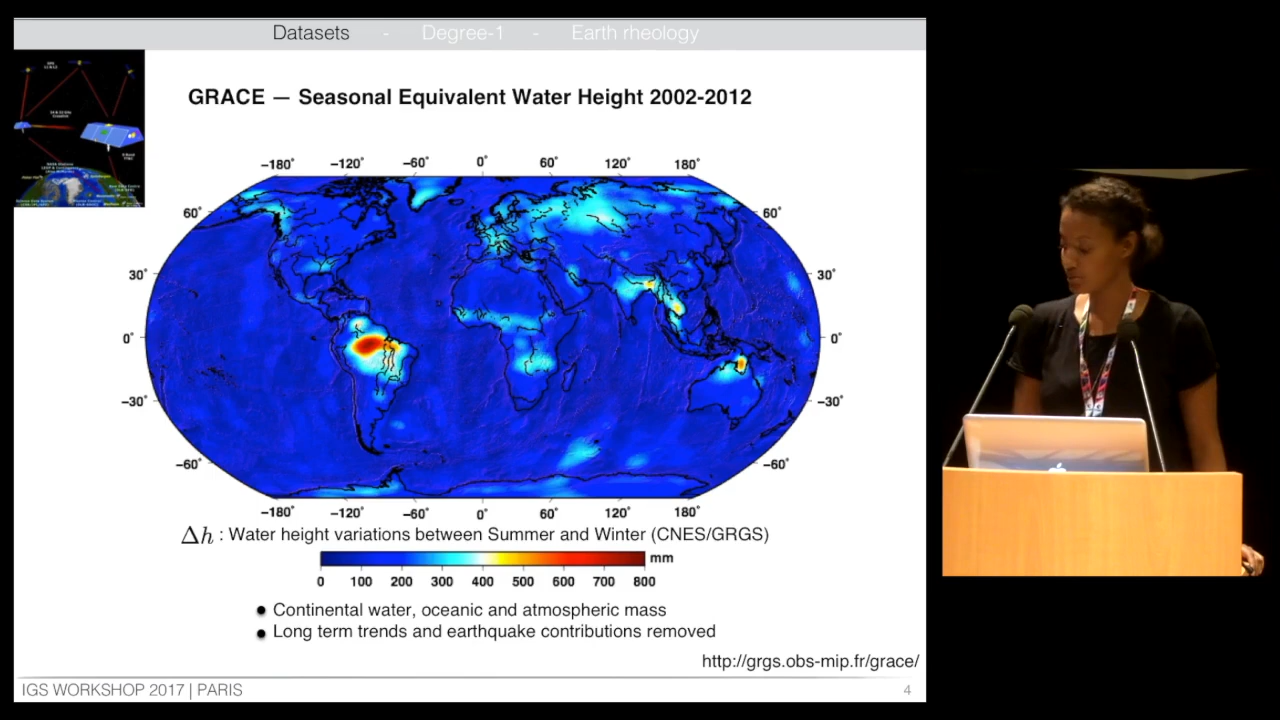 Datasets - Degree-1 - Earth rheology
GRACE — Seasonal Equivalent Water Height 2002-2012
−180˚ −120˚ −60˚ 0˚ 60˚ 120˚ 180˚
60˚ 60˚
30˚ 30˚
0˚ 0˚
−30˚ −30˚
−60˚ −60˚
−180˚ −120˚ −60˚ 0˚ 60˚ 120˚ 180˚
Δh : Water height variations between Summer and Winter (CNES/GRGS)
mm
0 100 200 300 400 500 600 700 800
● Continental water, oceanic and atmospheric mass
● Long term trends and earthquake contributions removed
http://grgs.obs-mip.fr/grace/
IGS WORKSHOP 2017 | PARIS 4